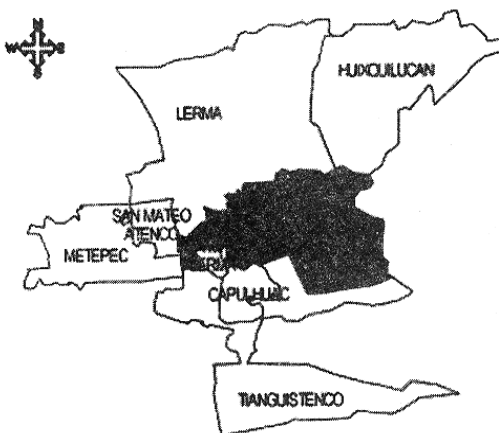 N
W E
S
HUIXQUILUCAN
LERMA
SAN MATEO
ATENCO
METEPEC
CAPULHUAC
TIANGUISTENCO